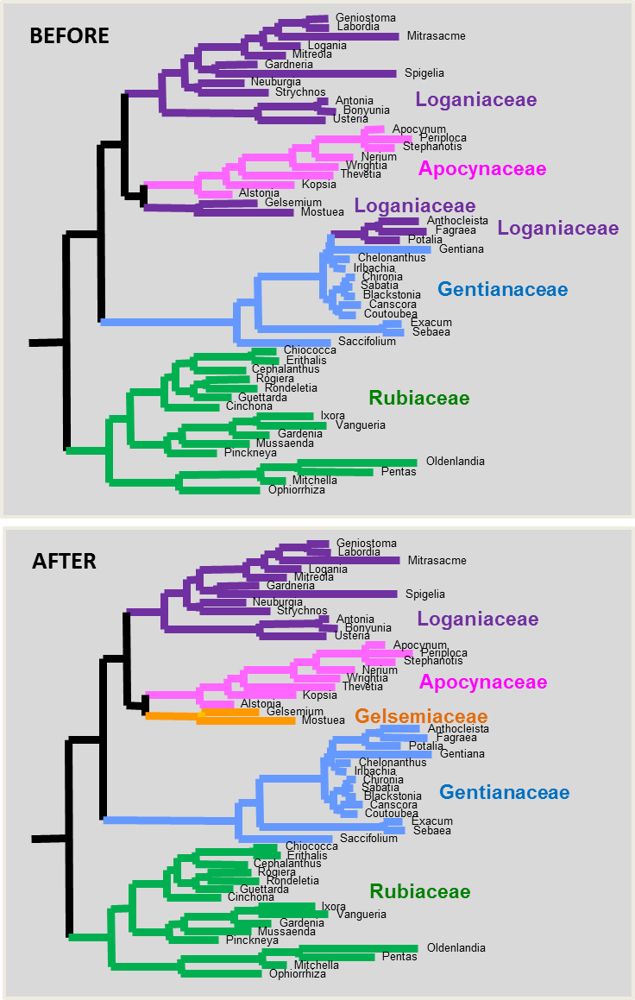 BEFORE
Geniostoma
Labordia
Mitrasacme
Logania
Mitreola
Gardneria
Spigelia
Neuburgia
Strychnos
Loganiaceae
Antonia
Bonyunia
Usteria
Apocynum
Periploca
Stephanotis
Nerium
Wrightia
Apocynaceae
Thevetia
Kopsia
Alstonia
Gelsemium
Loganiaceae
Mostuea
Anthocleista
Loganiaceae
Fagraea
Potalia
Gentiana
Chelonanthus
Irlbachia
Chironia
Sabatia
Gentianaceae
Blackstonia
Canscora
Coutoubea
Exacum
Sebaea
Saccifolium
Chiococca
Erithalis
Cephalanthus
Rogiera
Rondeletia
Guettarda
Rubiaceae
Cinchona
Ixora
Vangueria
Gardenia
Mussaenda
Pinckneya
Oldenlandia
Pentas
Mitchella
Ophiorrhiza
AFTER
Geniostoma
Labordia
Mitrasacme
Logania
Mitreola
Gardneria
Spigelia
Neuburgia
Strychnos
Loganiaceae
Antonia
Bonyunia
Usteria
Apocynum
Periploca
Stephanotis
Nerium
Wrightia
Apocynaceae
Thevetia
Kopsia
Alstonia
Gelsemium
Gelsemiaceae
Mostuea
Anthocleista
Fagraea
Potalia
Gentiana
Chelonanthus
Irlbachia
Chironia
Sabatia
Gentianaceae
Blackstonia
Canscora
Coutoubea
Exacum
Sebaea
Saccifolium
Chiococca
Erithalis
Cephalanthus
Rogiera
Rondeletia
Guettarda
Rubiaceae
Cinchona
Ixora
Vangueria
Gardenia
Mussaenda
Pinckneya
Oldenlandia
Pentas
Mitchella
Ophiorrhiza